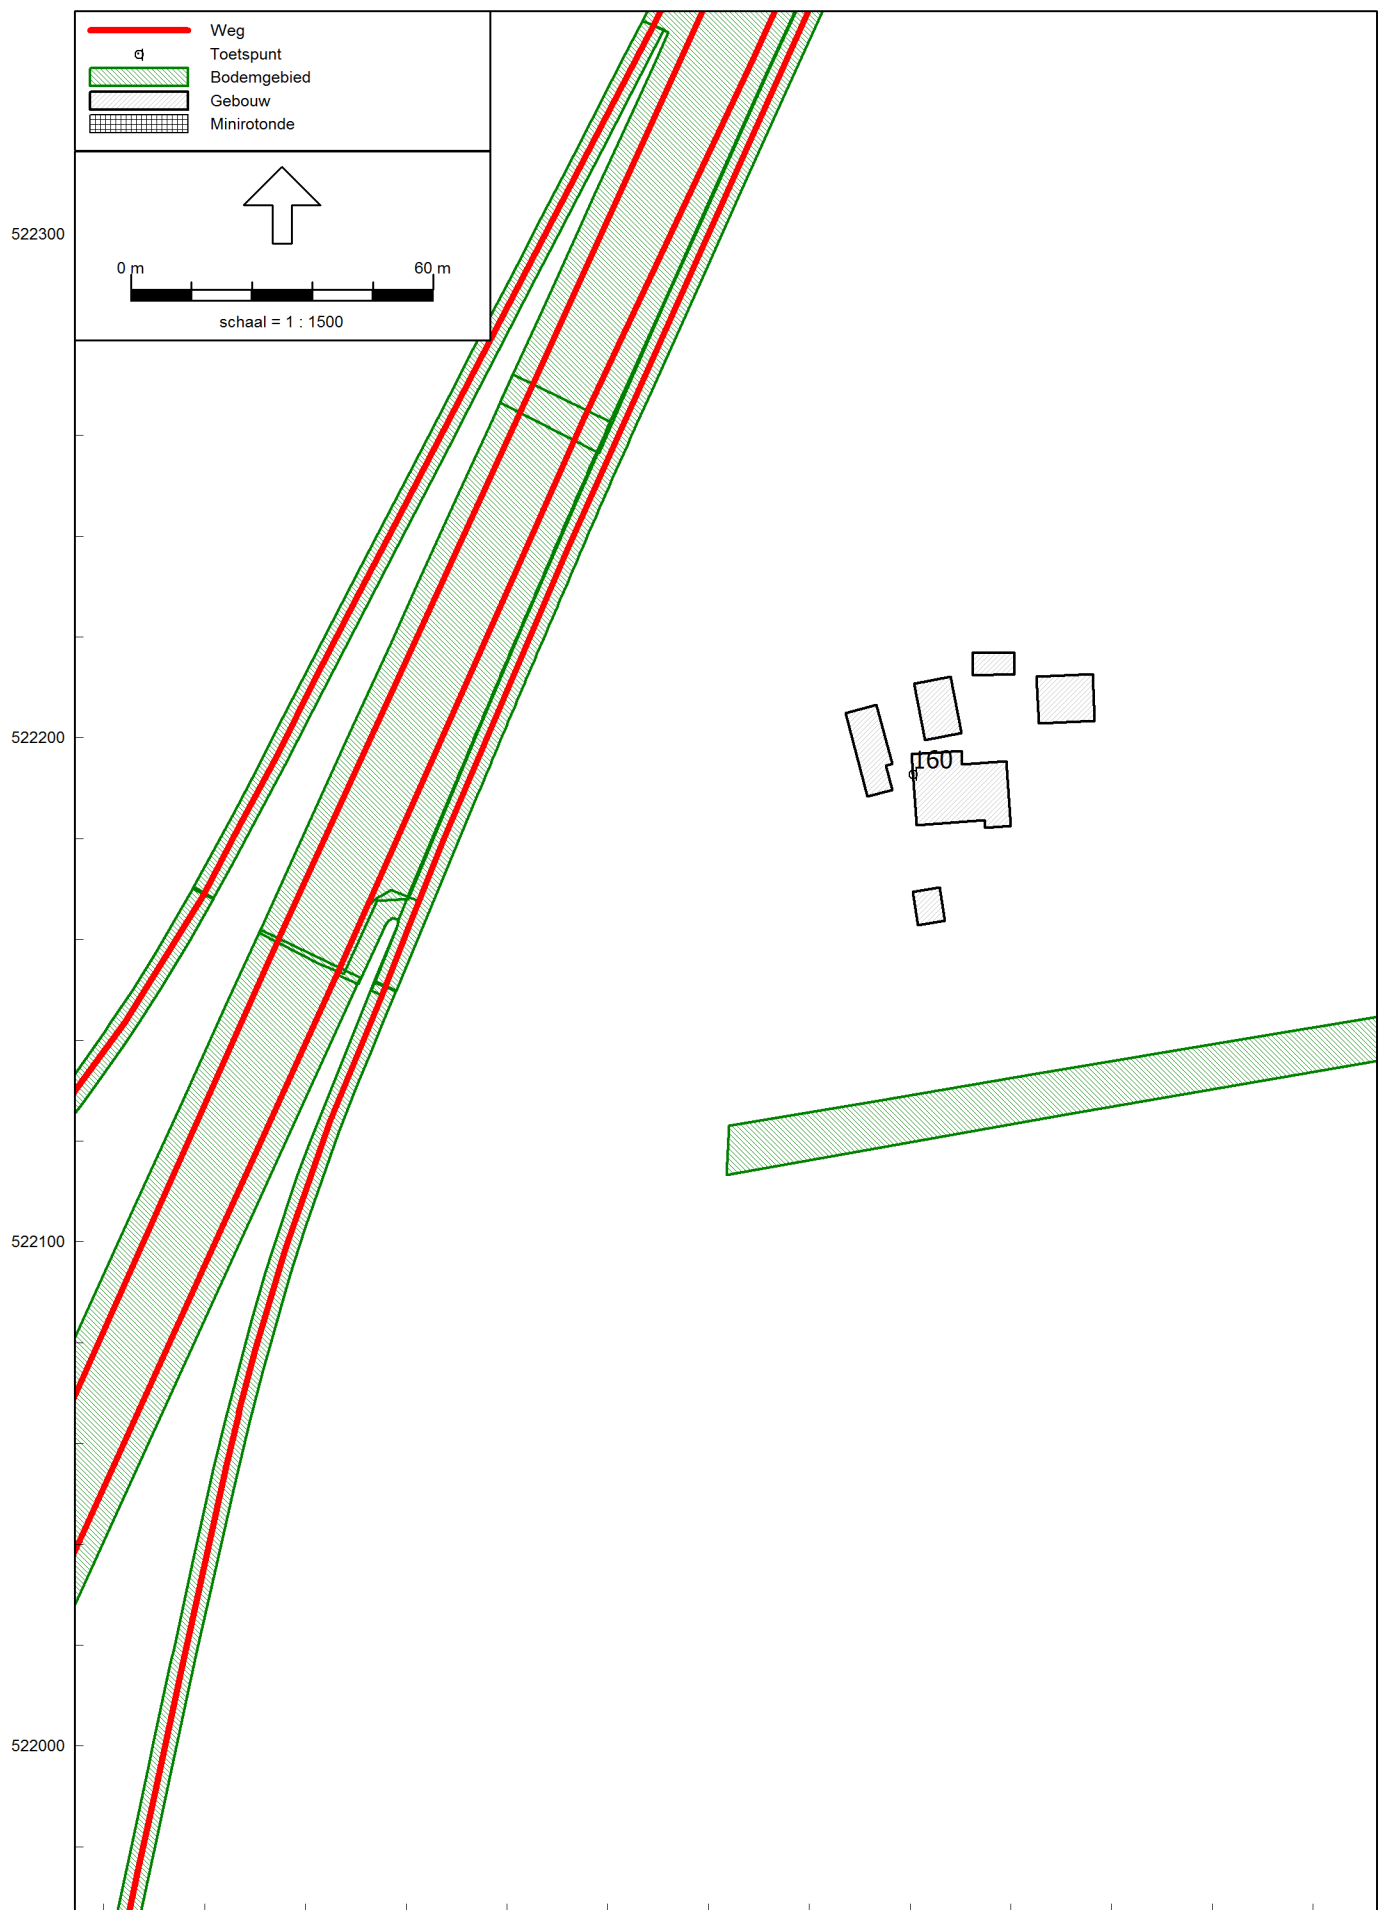 Weg
Toetspunt
Bodemgebied
Gebouw
Minirotonde
0 m 60 m
schaal = 1 : 1500
522300
522200
160
522100
522000